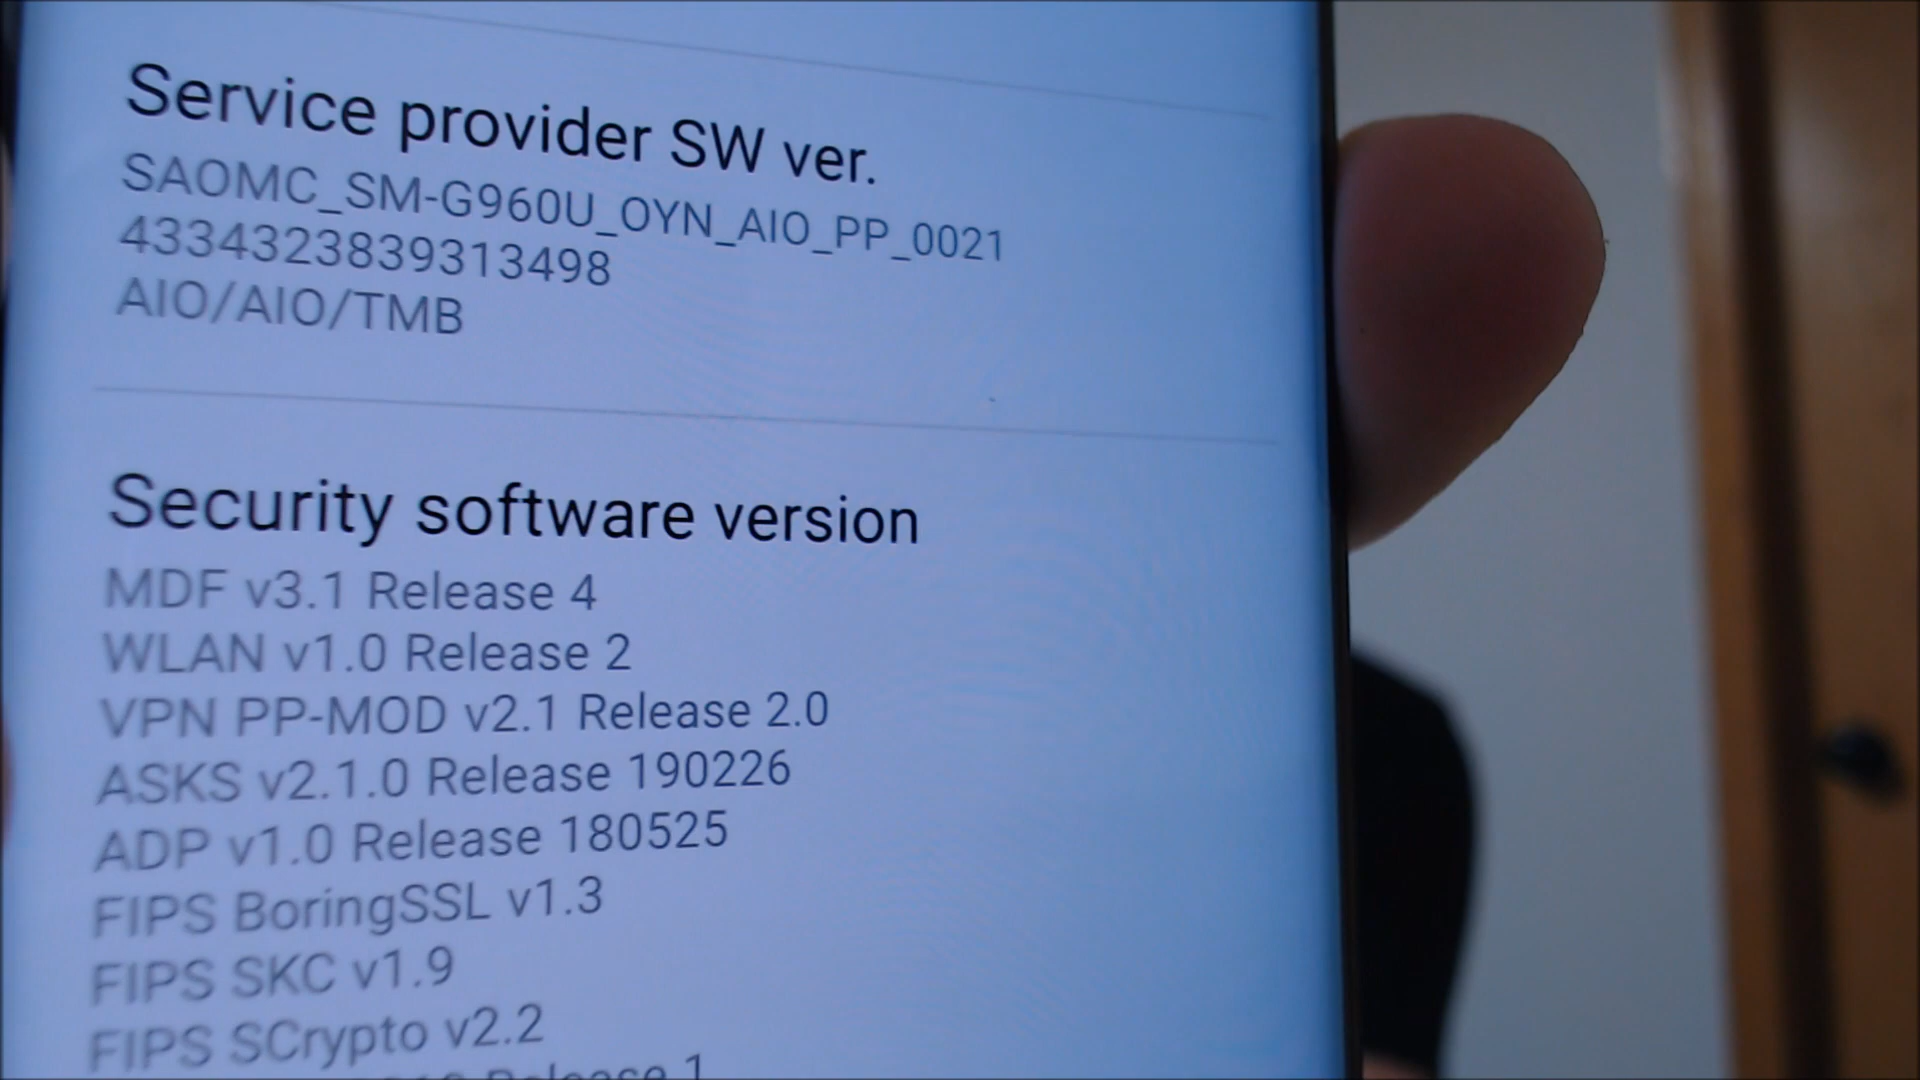 Service provider SW ver.
SAOMC_SM-G960U_OYN_AIO_PP_0021
4334323839313498
AIO/AIO/TMB
Security software version
MDF v3.1 Release 4
WLAN v1.0 Release 2
VPN PP-MOD v2.1 Release 2.0
ASKS v2.1.0 Release 190226
ADP v1.0 Release 180525
FIPS BoringSSL v1.3
FIPS SKC v1.9
FIPS SCrypto v2.2
Release 1